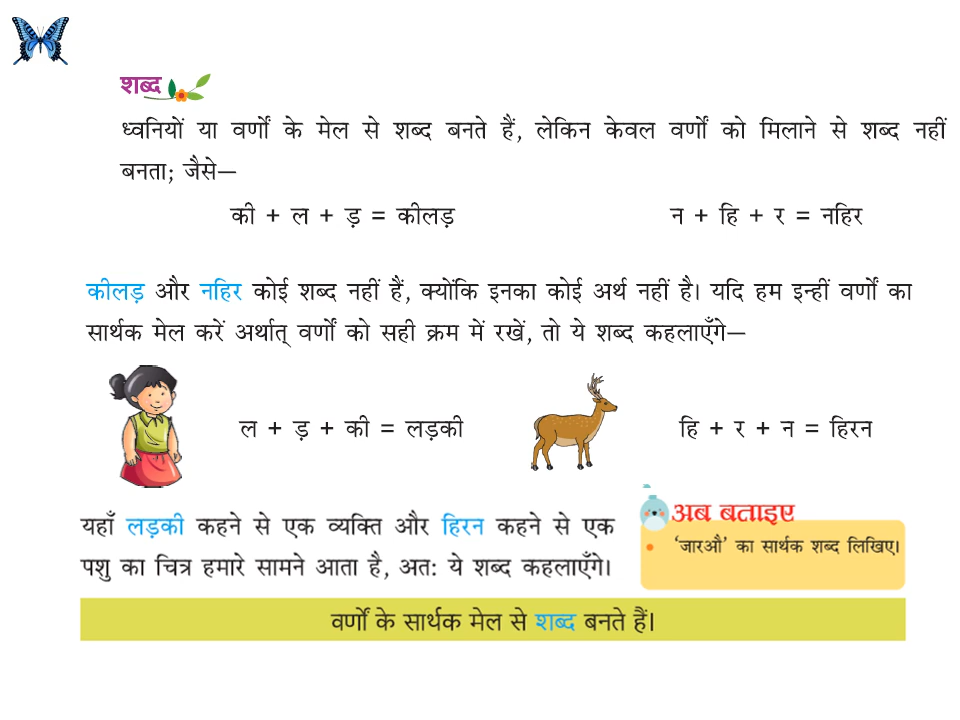 शब्द
ध्वनियों या वर्णों के मेल से शब्द बनते हैं, लेकिन केवल वर्णों को मिलाने से शब्द नहीं
बनता; जैसे—
की + ल + ड़ = कीलड़
न + हि + र = नहिर
कीलड़ और नहिर कोई शब्द नहीं हैं, क्योंकि इनका कोई अर्थ नहीं है। यदि हम इन्हीं वर्णों का
सार्थक मेल करें अर्थात् वर्णों को सही क्रम में रखें, तो ये शब्द कहलाएँगे—
ल + ड़ + की = लड़की
हि + र + न = हिरन
यहाँ लड़की कहने से एक व्यक्ति और हिरन कहने से एक
पशु का चित्र हमारे सामने आता है, अतः ये शब्द कहलाएँगे।
अब बताइए
• ‘जारऔ’ का सार्थक शब्द लिखिए।
वर्णों के सार्थक मेल से शब्द बनते हैं।